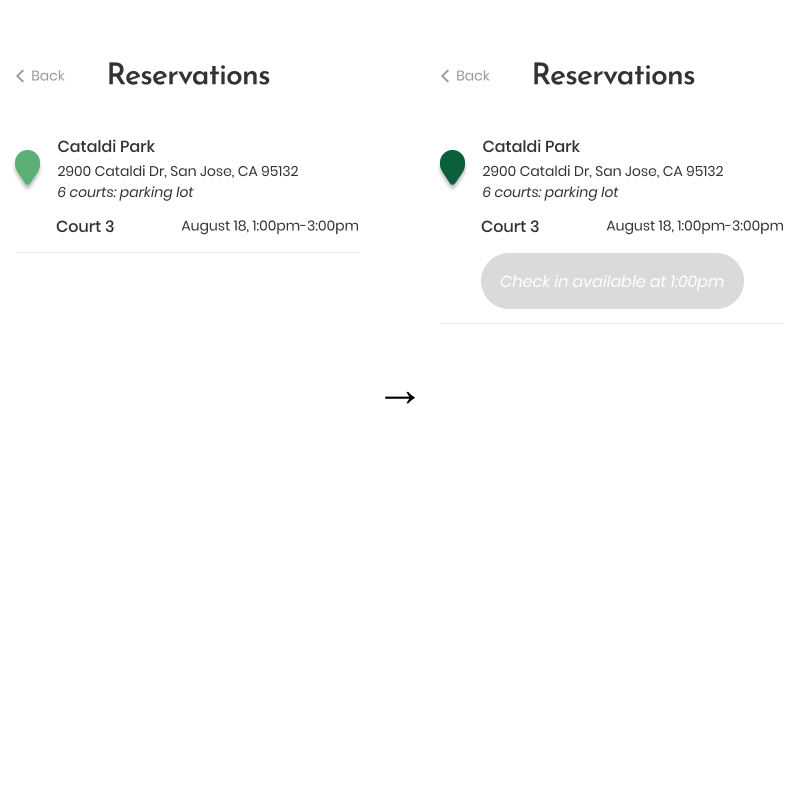 Back
Reservations
Cataldi Park
2900 Cataldi Dr, San Jose, CA 95132
6 courts: parking lot
Court 3
August 18, 1:00pm-3:00pm
→
Back
Reservations
Cataldi Park
2900 Cataldi Dr, San Jose, CA 95132
6 courts: parking lot
Court 3
August 18, 1:00pm-3:00pm
Check in available at 1:00pm